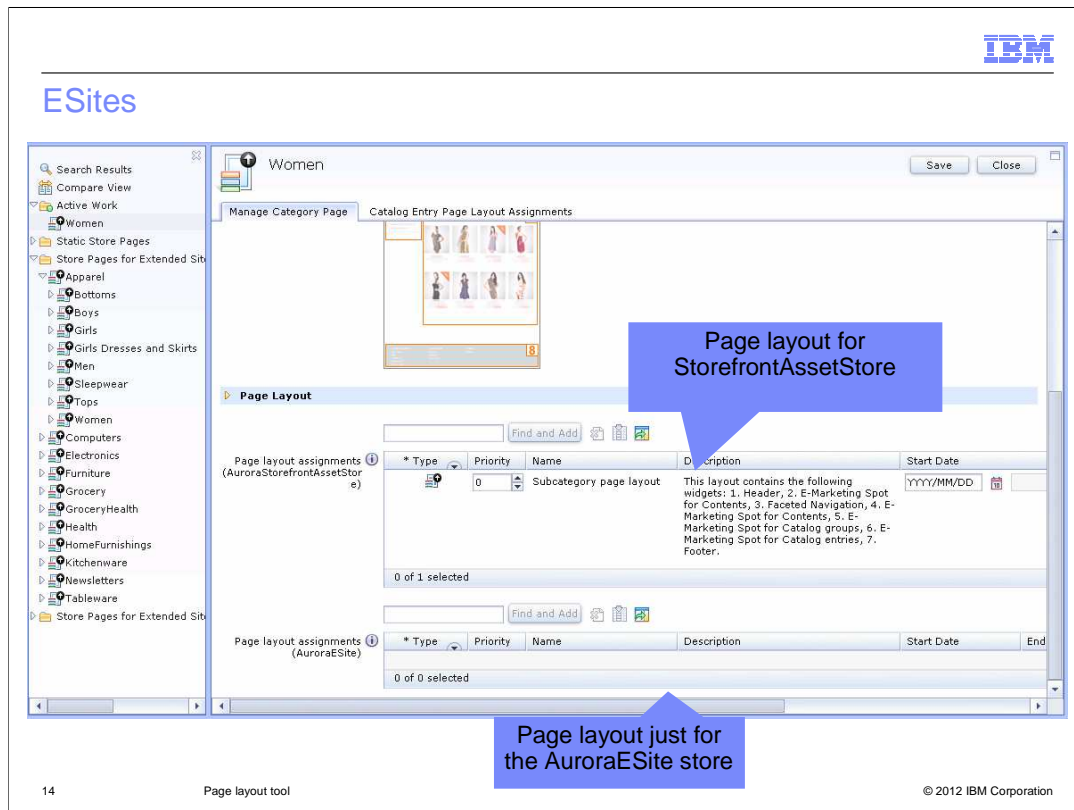 IBM
ESites
Search Results
Compare View
Active Work
Women
Static Store Pages
Store Pages for Extended Sit
Apparel
Bottoms
Boys
Girls
Girls Dresses and Skirts
Men
Sleepwear
Tops
Women
Computers
Electronics
Furniture
Grocery
GroceryHealth
Health
HomeFurnishings
Kitchenware
Newsletters
Tableware
Store Pages for Extended Sit
Women
Save Close
Manage Category Page Catalog Entry Page Layout Assignments
8
Page layout for
StorefrontAssetStore
Page Layout
Find and Add
Page layout assignments
(AuroraStorefrontAssetStor
e)
* Type Priority Name Description Start Date
0 Subcategory page layout
This layout contains the following
widgets: 1. Header, 2. E-Marketing Spot
for Contents, 3. Faceted Navigation, 4. E-
Marketing Spot for Contents, 5. E-
Marketing Spot for Catalog groups, 6. E-
Marketing Spot for Catalog entries, 7.
Footer.
YYYY/MM/DD
0 of 1 selected
Find and Add
Page layout assignments
(AuroraESite)
* Type Priority Name Description Start Date End
0 of 0 selected
Page layout just for
the AuroraESite store
14 Page layout tool © 2012 IBM Corporation